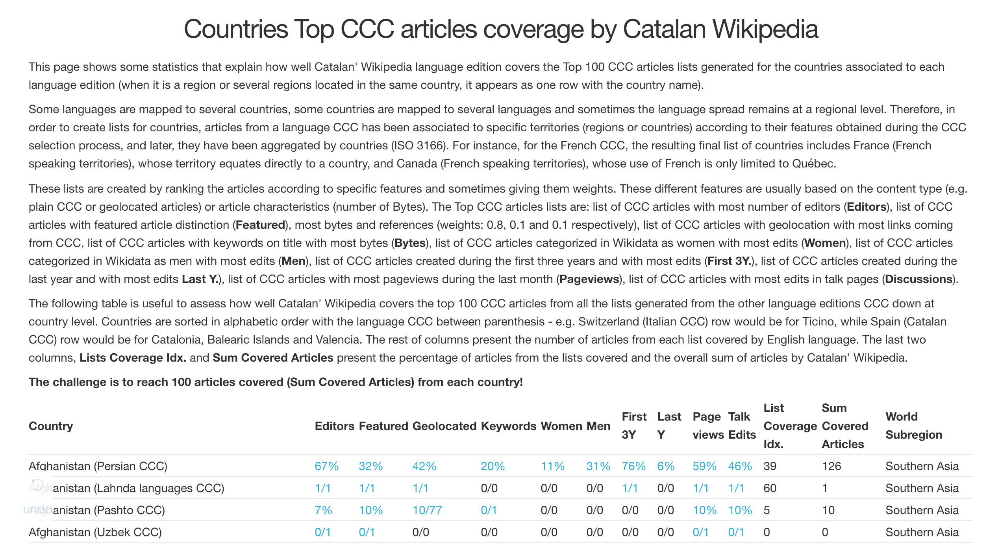 Countries Top CCC articles coverage by Catalan Wikipedia
This page shows some statistics that explain how well Catalan' Wikipedia language edition covers the Top 100 CCC articles lists generated for the countries associated to each
language edition (when it is a region or several regions located in the same country, it appears as one row with the country name).
Some languages are mapped to several countries, some countries are mapped to several languages and sometimes the language spread remains at a regional level. Therefore, in
order to create lists for countries, articles from a language CCC has been associated to specific territories (regions or countries) according to their features obtained during the CCC
selection process, and later, they have been aggregated by countries (ISO 3166). For instance, for the French CCC, the resulting final list of countries includes France (French
speaking territories), whose territory equates directly to a country, and Canada (French speaking territories), whose use of French is only limited to Québec.
These lists are created by ranking the articles according to specific features and sometimes giving them weights. These different features are usually based on the content type (e.g.
plain CCC or geolocated articles) or article characteristics (number of Bytes). The Top CCC articles lists are: list of CCC articles with most number of editors (Editors), list of CCC
articles with featured article distinction (Featured), most bytes and references (weights: 0.8, 0.1 and 0.1 respectively), list of CCC articles with geolocation with most links coming
from CCC, list of CCC articles with keywords on title with most bytes (Bytes), list of CCC articles categorized in Wikidata as women with most edits (Women), list of CCC articles
categorized in Wikidata as men with most edits (Men), list of CCC articles created during the first three years and with most edits (First 3Y.), list of CCC articles created during the
last year and with most edits Last Y.), list of CCC articles with most pageviews during the last month (Pageviews), list of CCC articles with most edits in talk pages (Discussions).
The following table is useful to assess how well Catalan' Wikipedia covers the top 100 CCC articles from all the lists generated from the other language editions CCC down at
country level. Countries are sorted in alphabetic order with the language CCC between parenthesis - e.g. Switzerland (Italian CCC) row would be for Ticino, while Spain (Catalan
CCC) row would be for Catalonia, Balearic Islands and Valencia. The rest of columns present the number of articles from each list covered by English language. The last two
columns, Lists Coverage Idx. and Sum Covered Articles present the percentage of articles from the lists covered and the overall sum of articles by Catalan' Wikipedia.
The challenge is to reach 100 articles covered (Sum Covered Articles) from each country!
Country Editors Featured Geolocated Keywords Women Men First 3Y Last Y Page views Talk Edits List Coverage Idx. Sum Covered Articles World Subregion
Afghanistan (Persian CCC) 67% 32% 42% 20% 11% 31% 76% 6% 59% 46% 39 126 Southern Asia
Afghanistan (Lahnda languages CCC) 1/1 1/1 1/1 0/0 0/0 0/0 1/1 0/0 1/1 1/1 60 1 Southern Asia
undo
Afghanistan (Pashto CCC) 7% 10% 10/77 0/1 0/0 0/0 0/0 0/0 10% 10% 5 10 Southern Asia
Afghanistan (Uzbek CCC) 0/1 0/1 0/0 0/0 0/0 0/0 0/0 0/0 0/1 0/1 0 0 Southern Asia